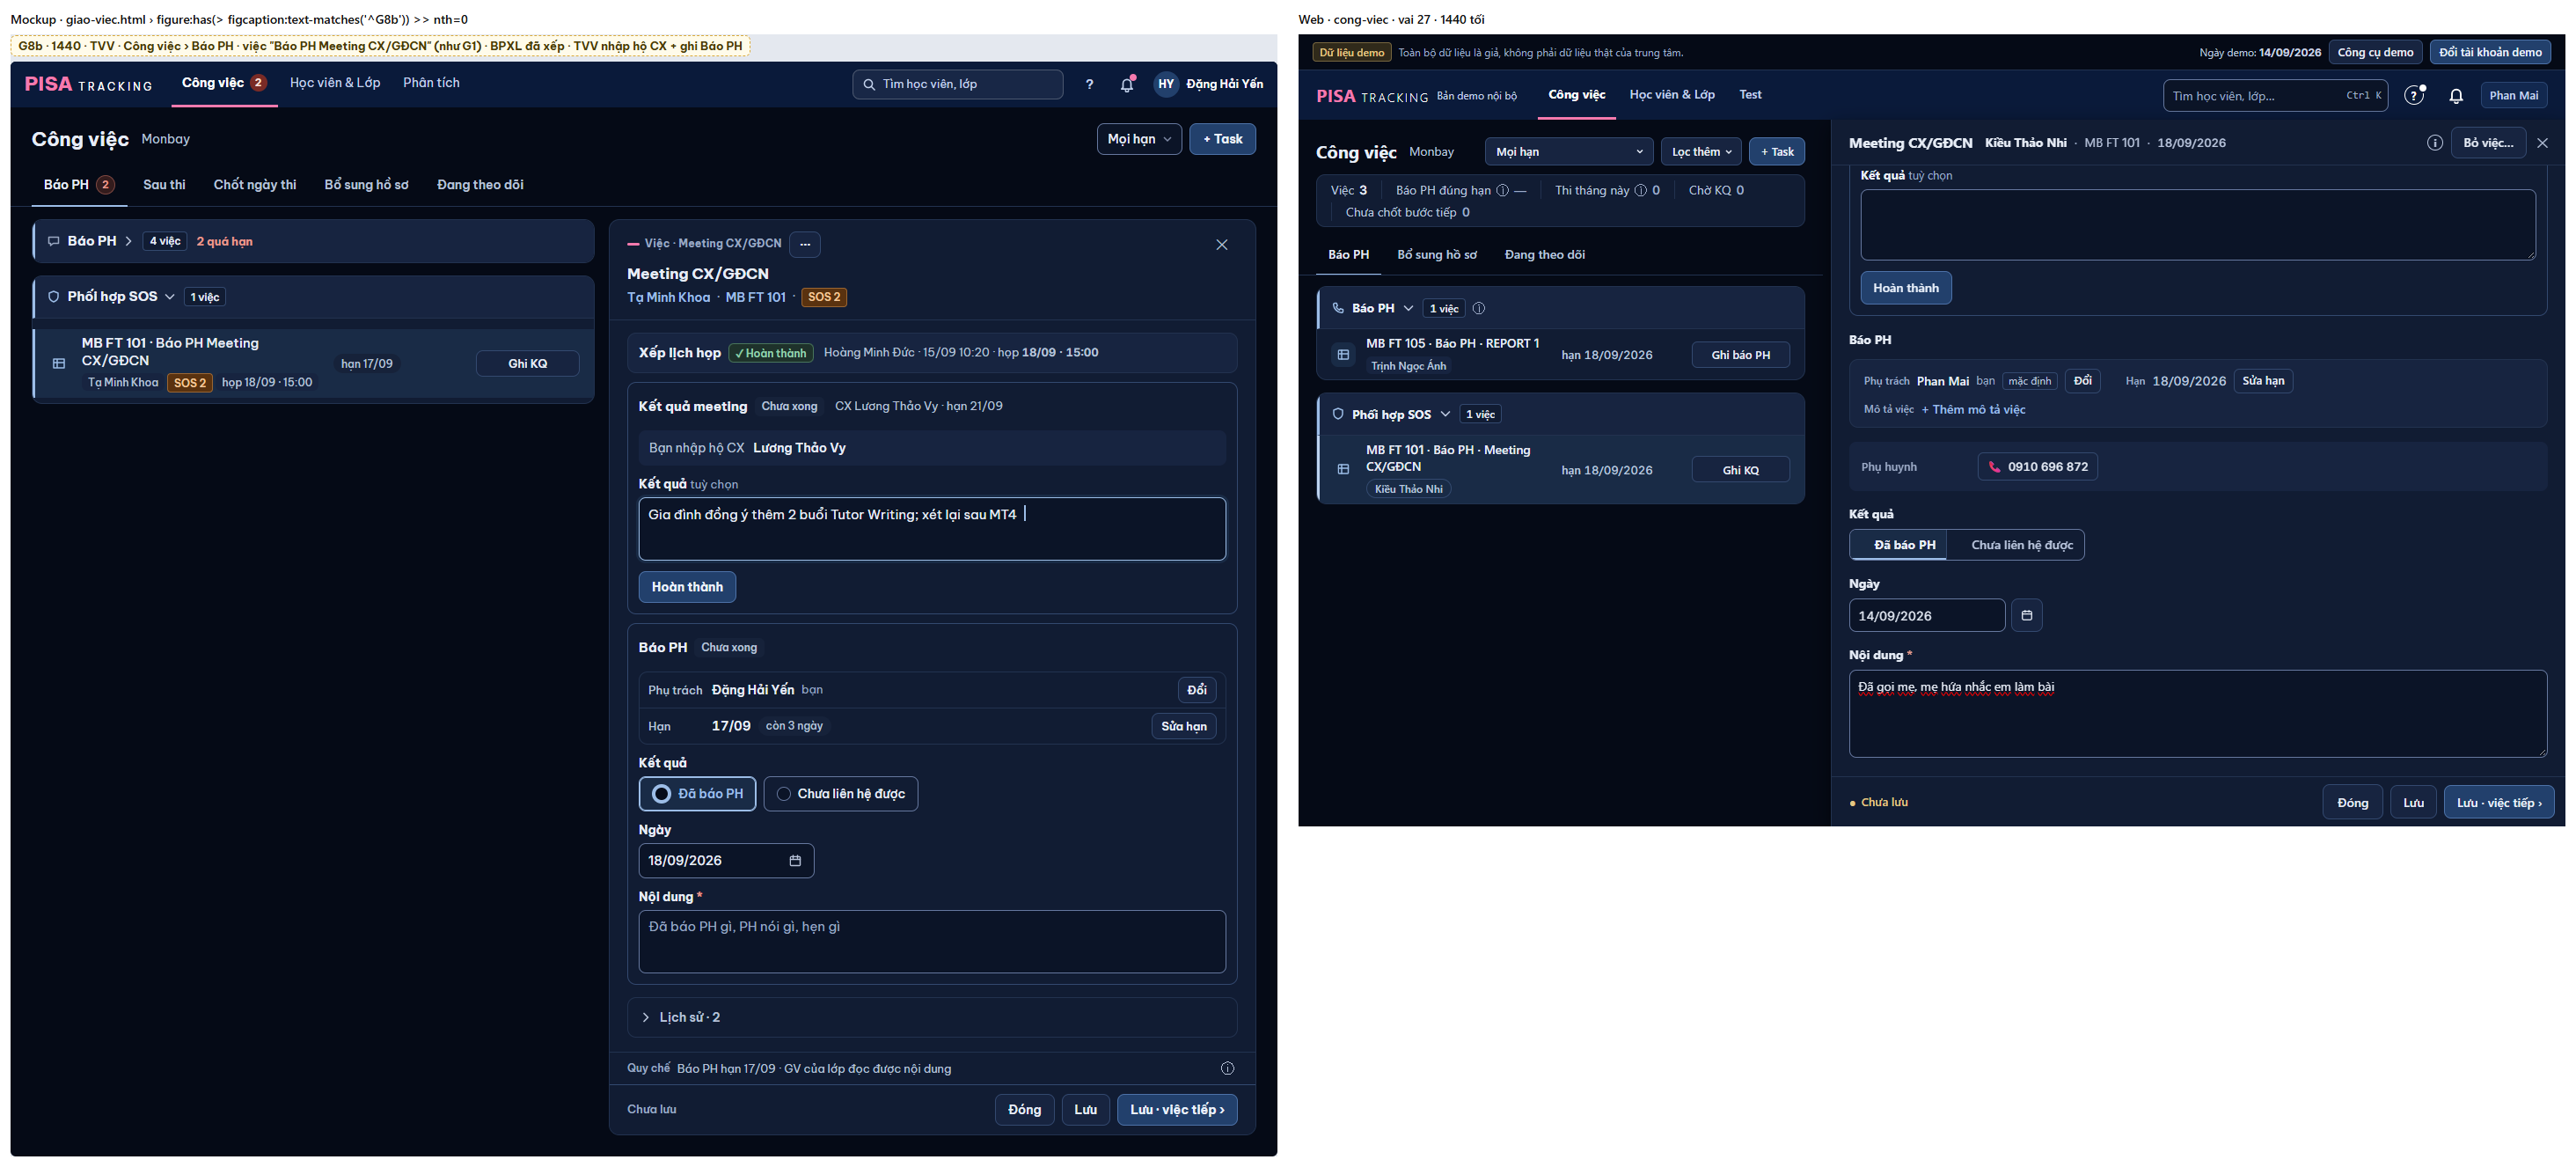 Mockup · giao-viec.html › figure:has(> figcaption:text-matches('^G8b')) >> nth=0
G8b · 1440 · TVV · Công việc › Báo PH · việc "Báo PH Meeting CX/GĐCN" (như G1) · BPXL đã xếp · TVV nhập hộ CX + ghi Báo PH
PISA TRACKING
Công việc 2
Học viên & Lớp
Phân tích
Tìm học viên, lớp
?
HY
Đặng Hải Yến
Công việc
Monbay
Mọi hạn
+ Task
Báo PH 2
Sau thi
Chốt ngày thi
Bổ sung hồ sơ
Đang theo dõi
Báo PH
4 việc
2 quá hạn
Phối hợp SOS
1 việc
MB FT 101 · Báo PH Meeting
CX/GĐCN
Tạ Minh Khoa
SOS 2
họp 18/09 · 15:00
hạn 17/09
Ghi KQ
Việc · Meeting CX/GĐCN
Meeting CX/GĐCN
Tạ Minh Khoa · MB FT 101 · SOS 2
Xếp lịch họp
✓ Hoàn thành
Hoàng Minh Đức · 15/09 10:20 · họp 18/09 · 15:00
Kết quả meeting
Chưa xong
CX Lương Thảo Vy · hạn 21/09
Bạn nhập hộ CX Lương Thảo Vy
Kết quả tuỳ chọn
Gia đình đồng ý thêm 2 buổi Tutor Writing; xét lại sau MT4
Hoàn thành
Báo PH
Chưa xong
Phụ trách Đặng Hải Yến bạn
Đổi
Hạn 17/09 còn 3 ngày
Sửa hạn
Kết quả
Đã báo PH
Chưa liên hệ được
Ngày
18/09/2026
Nội dung *
Đã báo PH gì, PH nói gì, hẹn gì
Lịch sử · 2
Quy chế Báo PH hạn 17/09 · GV của lớp đọc được nội dung
Chưa lưu
Đóng
Lưu
Lưu · việc tiếp ›
Web · cong-viec · vai 27 · 1440 tối
Dữ liệu demo
Toàn bộ dữ liệu là giả, không phải dữ liệu thật của trung tâm.
Ngày demo: 14/09/2026
Công cụ demo
Đổi tài khoản demo
PISA TRACKING
Bản demo nội bộ
Công việc
Học viên & Lớp
Test
Tìm học viên, lớp...
Ctrl K
?
Phan Mai
Công việc
Monbay
Mọi hạn
Lọc thêm
+ Task
Việc 3
Báo PH đúng hạn —
Thi tháng này 0
Chờ KQ 0
Chưa chốt bước tiếp 0
Báo PH
Bổ sung hồ sơ
Đang theo dõi
Báo PH
1 việc
MB FT 105 · Báo PH · REPORT 1
Trịnh Ngọc Ánh
hạn 18/09/2026
Ghi báo PH
Phối hợp SOS
1 việc
MB FT 101 · Báo PH · Meeting
CX/GĐCN
Kiều Thảo Nhi
hạn 18/09/2026
Ghi KQ
Meeting CX/GĐCN Kiều Thảo Nhi · MB FT 101 · 18/09/2026
Bỏ việc...
Kết quả tuỳ chọn
Hoàn thành
Báo PH
Phụ trách Phan Mai bạn mặc định Đổi
Hạn 18/09/2026 Sửa hạn
Mô tả việc + Thêm mô tả việc
Phụ huynh
0910 696 872
Kết quả
Đã báo PH
Chưa liên hệ được
Ngày
14/09/2026
Nội dung *
Đã gọi mẹ, mẹ hứa nhắc em làm bài
Chưa lưu
Đóng
Lưu
Lưu · việc tiếp ›